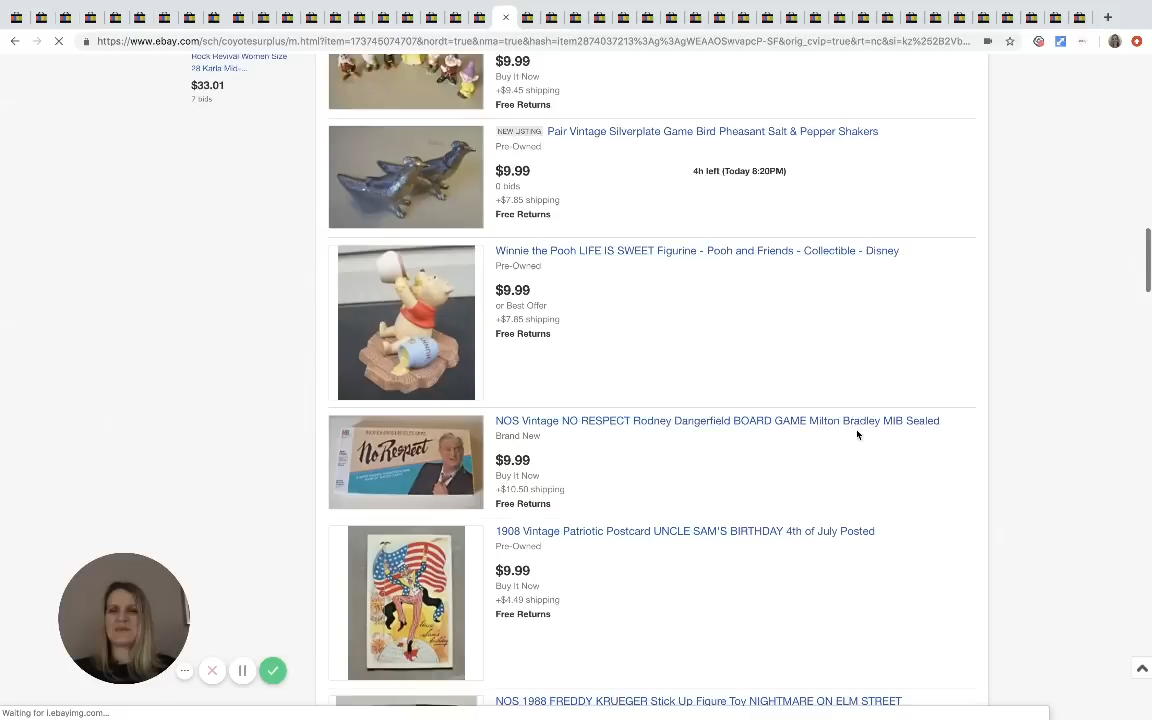 https://www.ebay.com/sch/coyotesurplus/m.html?item=173745074707&nordt=true&nma=true&hash=item2874037213%3Ag%3AgWEAAOSwvapcP-SF&orig_cvip=true&rt=nc&si=kz%252B2Vb...
Rock Revival Women Size
28 Karla Mid-...
$33.01
7 bids
$9.99
Buy It Now
+$9.45 shipping
Free Returns
NEW LISTING Pair Vintage Silverplate Game Bird Pheasant Salt & Pepper Shakers
Pre-Owned
$9.99
4h left (Today 8:20PM)
0 bids
+$7.85 shipping
Free Returns
Winnie the Pooh LIFE IS SWEET Figurine - Pooh and Friends - Collectible - Disney
Pre-Owned
$9.99
or Best Offer
+$7.85 shipping
Free Returns
HUNNY
NOS Vintage NO RESPECT Rodney Dangerfield BOARD GAME Milton Bradley MIB Sealed
Brand New
$9.99
Buy It Now
+$10.50 shipping
Free Returns
No Respect
1908 Vintage Patriotic Postcard UNCLE SAM'S BIRTHDAY 4th of July Posted
Pre-Owned
$9.99
Buy It Now
+$4.49 shipping
Free Returns
NOS 1988 FREDDY KRUEGER Stick Up Figure Toy NIGHTMARE ON ELM STREET
Waiting for i.ebayimg.com...